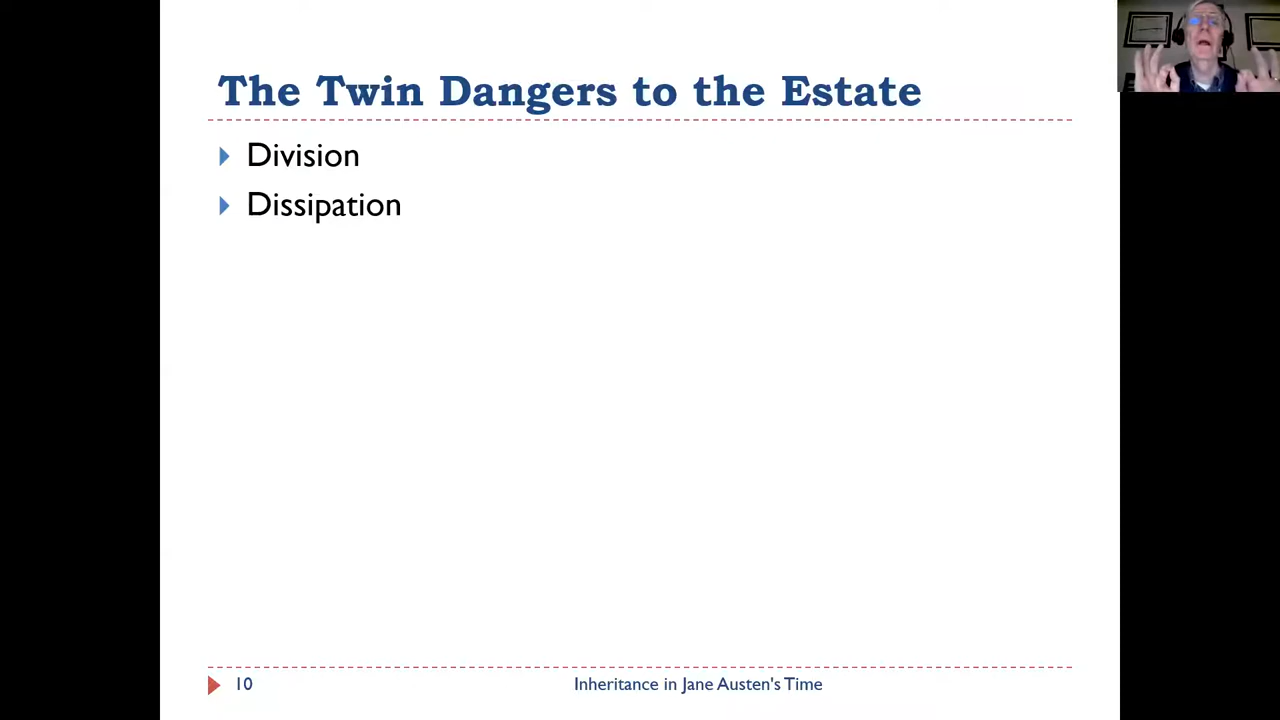 The Twin Dangers to the Estate
Division
Dissipation
10
Inheritance in Jane Austen's Time